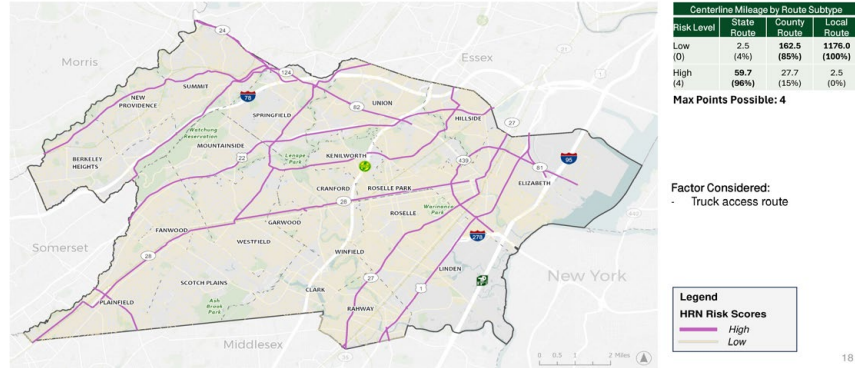 Centerline Mileage by Route Subtype
Risk Level State Route County Route Local Route
Low (0) 2.5 (4%) 162.5 (85%) 1176.0 (100%)
High (4) 59.7 (96%) 27.7 (15%) 2.5 (0%)
Max Points Possible: 4
Factor Considered:
- Truck access route
Legend
HRN Risk Scores
High
Low
18
Morris
Essex
24
124
SUMMIT
NEW PROVIDENCE
78
UNION
82
SPRINGFIELD
HILLSIDE
27
Watchung Reservation
MOUNTAINSIDE
22
Lenape Park
KENILWORTH
439
81
95
BERKELEY HEIGHTS
CRANFORD
ROSELLE PARK
ELIZABETH
28
Warinanco Park
ROSELLE
GARWOOD
FANWOOD
WESTFIELD
278
Somerset
28
WINFIELD
LINDEN
New York
SCOTCH PLAINS
CLARK
27
1
PLAINFIELD
Ash Brook Park
RAHWAY
Middlesex
0 0.5 1 2 Miles